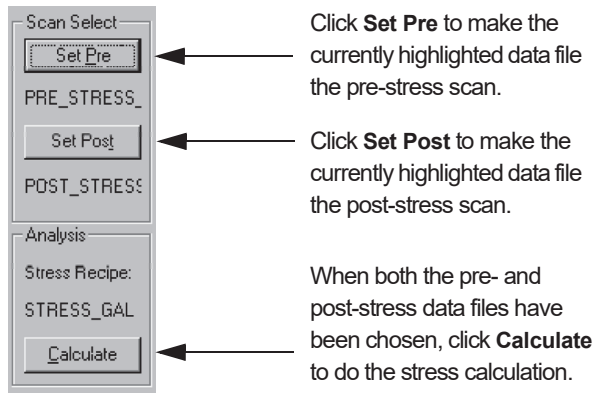 Scan Select
Set Pre
PRE_STRESS_
Set Post
POST_STRESS
Analysis
Stress Recipe:
STRESS_GAL
Calculate
Click Set Pre to make the
currently highlighted data file
the pre-stress scan.
Click Set Post to make the
currently highlighted data file
the post-stress scan.
When both the pre- and
post-stress data files have
been chosen, click Calculate
to do the stress calculation.